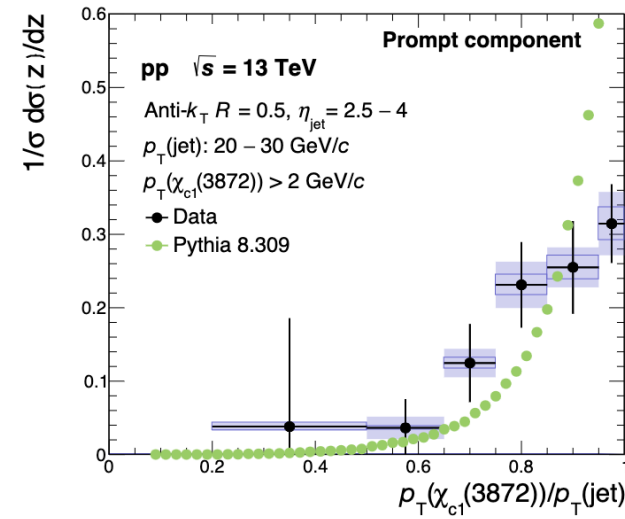 1/σ dσ(z)/dz
0.6
0.5
0.4
0.3
0.2
0.1
0
Prompt component
pp √s = 13 TeV
Anti-kT R = 0.5, ηjet = 2.5 – 4
pT(jet): 20 – 30 GeV/c
pT(χc1(3872)) > 2 GeV/c
Data
Pythia 8.309
0 0.2 0.4 0.6 0.8 1
pT(χc1(3872))/pT(jet)